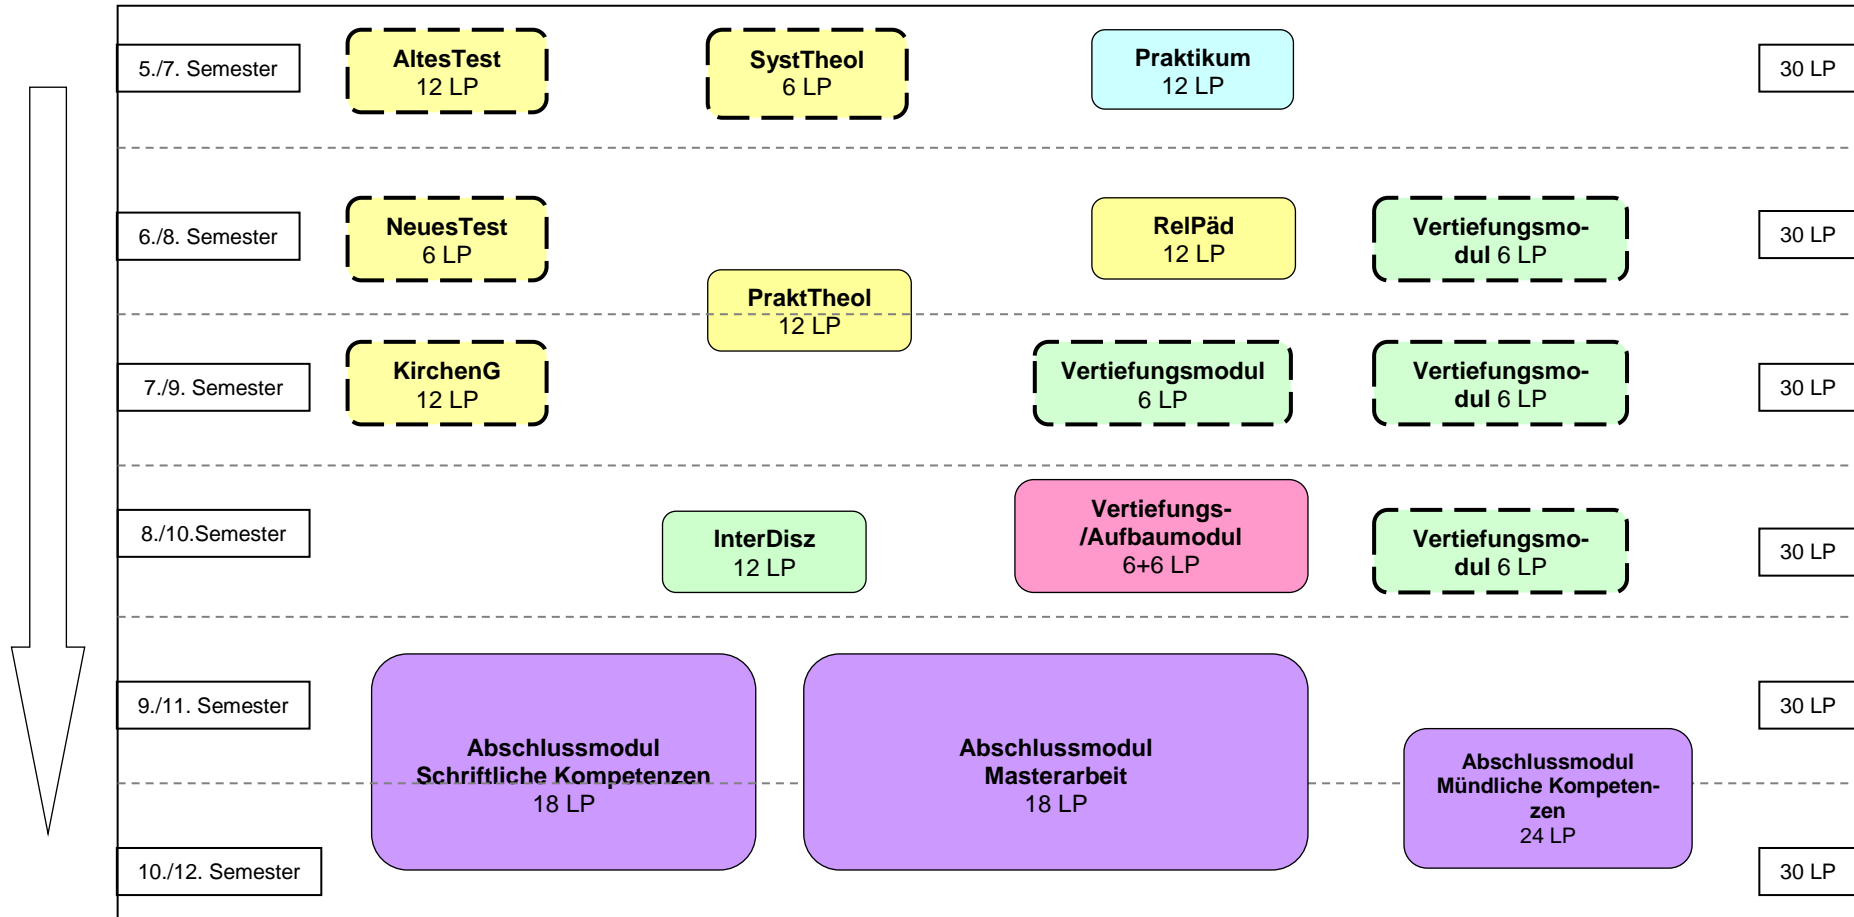 5./7. Semester
AltesTest
12 LP
SystTheol
6 LP
Praktikum
12 LP
30 LP
6./8. Semester
NeuesTest
6 LP
RelPäd
12 LP
Vertiefungsmo-
dul 6 LP
30 LP
PraktTheol
12 LP
7./9. Semester
KirchenG
12 LP
Vertiefungsmodul
6 LP
Vertiefungsmo-
dul 6 LP
30 LP
8./10.Semester
InterDisz
12 LP
Vertiefungs-
/Aufbaumodul
6+6 LP
Vertiefungsmo-
dul 6 LP
30 LP
9./11. Semester
30 LP
Abschlussmodul
Schriftliche Kompetenzen
18 LP
Abschlussmodul
Masterarbeit
18 LP
Abschlussmodul
Mündliche Kompeten-
zen
24 LP
10./12. Semester
30 LP